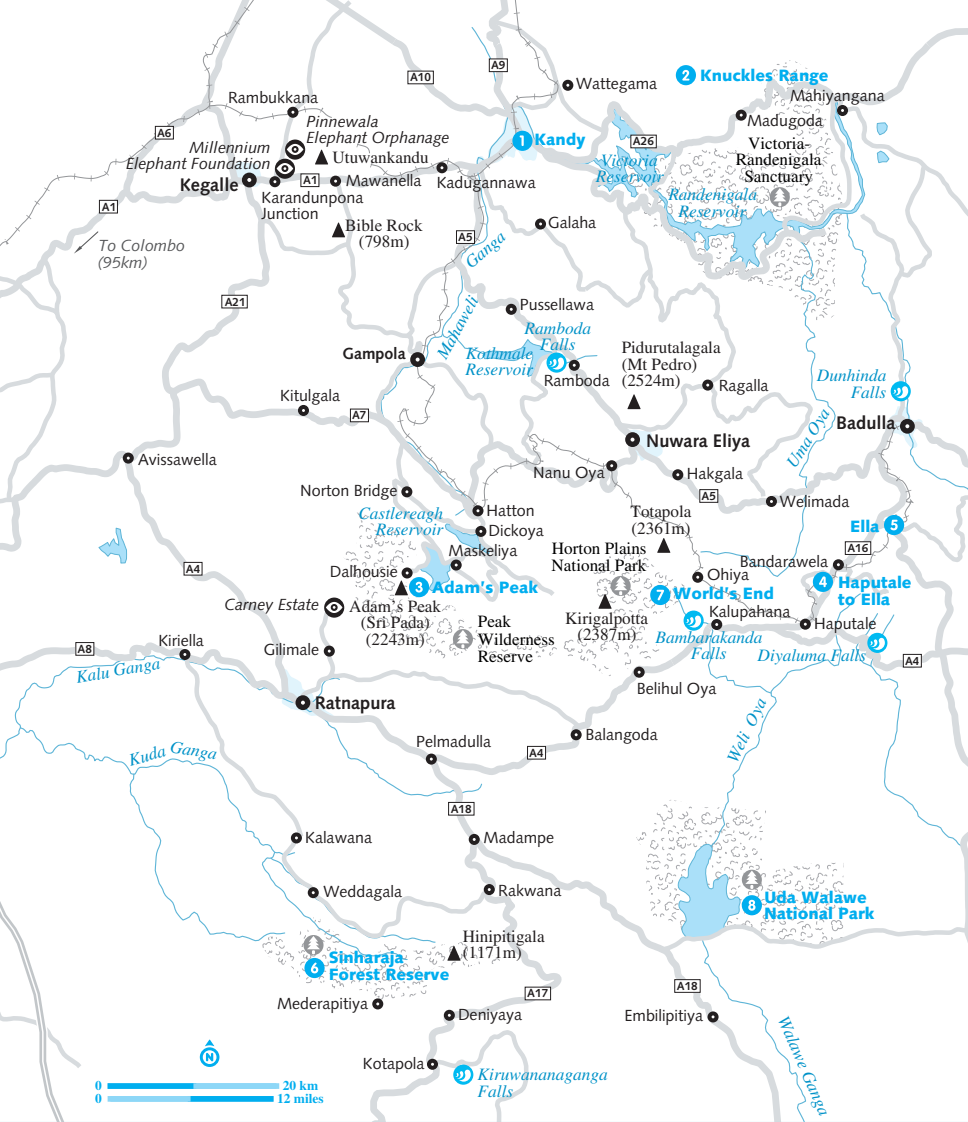 A9
A10
Wattegama
2 Knuckles Range
Mahiyangana
Rambukkana
Madugoda
Pinnewala
Elephant Orphanage
A6
1 Kandy
A26
Victoria-
Randenigala
Sanctuary
Millennium
Elephant Foundation
Utuwankandu
Victoria
Reservoir
Kegalle
A1
Mawanella
Kadugannawa
Karandunpona
Junction
Randenigala
Reservoir
A1
Bible Rock
(798m)
A5
Galaha
Ganga
To Colombo
(95km)
A21
Mahaweli
Pussellawa
Ramboda
Falls
Kothmale
Reservoir
Gampola
Ramboda
Pidurutalagala
(Mt Pedro)
(2524m)
Ragalla
Dunhinda
Falls
Kitulgala
A7
Badulla
Uma Oya
Nuwara Eliya
Avissawella
Nanu Oya
Hakgala
A5
Norton Bridge
Welimada
Hatton
Totapola
(2361m)
Castlereagh
Reservoir
Ella 5
Dickoya
A16
Maskeliya
Horton Plains
National Park
Bandarawela
A4
Dalhousie
3 Adam's Peak
Ohiya
4 Haputale
to Ella
7 World's End
Carney Estate
Adam's Peak
(Sri Pada)
(2243m)
Kirigalpotta
(2387m)
Kalupahana
Peak
Wilderness
Reserve
Haputale
Kiriella
Bambarakanda
Falls
A8
Gilimale
Diyaluma Falls
A4
Kalu Ganga
Belihul Oya
Ratnapura
Weli Oya
Balangoda
Pelmadulla
A4
Kuda Ganga
A18
Kalawana
Madampe
Weddagala
Rakwana
8 Uda Walawe
National Park
Hinipitigala
(1171m)
6 Sinharaja
Forest Reserve
A18
A17
Mederapitiya
Deniyaya
Embilipitiya
Walawe Ganga
N
Kotapola
Kiruwananaganga
Falls
0 20 km
0 12 miles